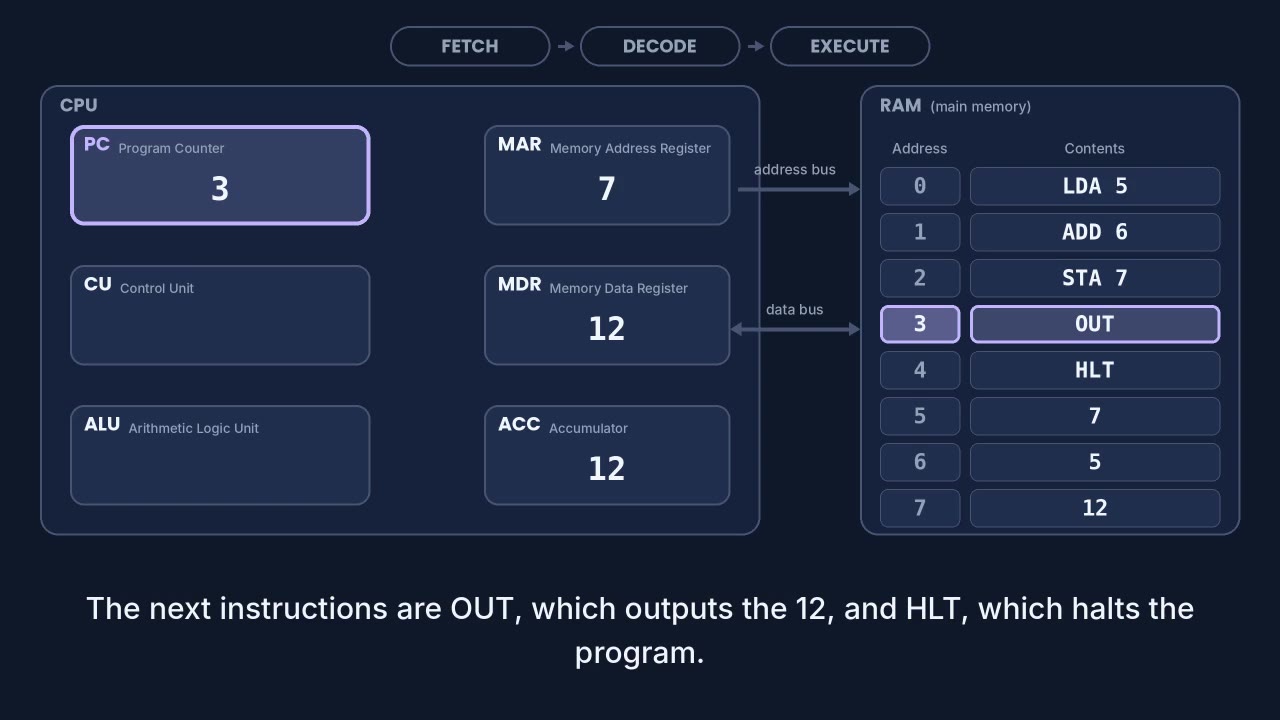 FETCH DECODE EXECUTE
CPU
PC Program Counter
3
MAR Memory Address Register
7
address bus
CU Control Unit
MDR Memory Data Register
12
data bus
ALU Arithmetic Logic Unit
ACC Accumulator
12
RAM (main memory)
Address Contents
0 LDA 5
1 ADD 6
2 STA 7
3 OUT
4 HLT
5 7
6 5
7 12
The next instructions are OUT, which outputs the 12, and HLT, which halts the
program.